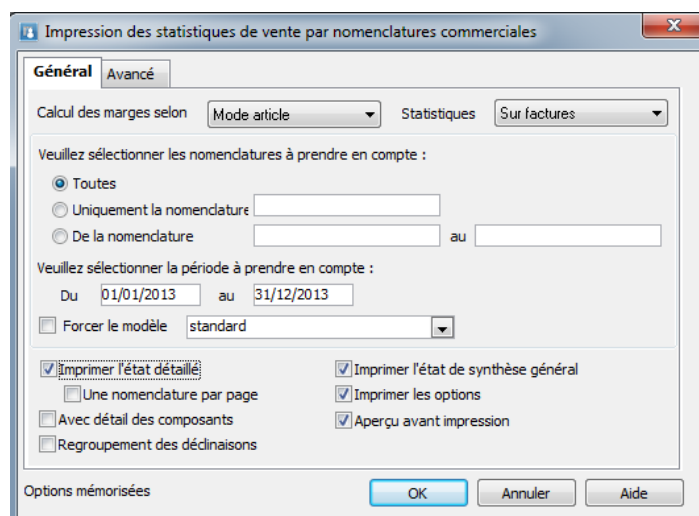 Impression des statistiques de vente par nomenclatures commerciales
Général Avancé
Calcul des marges selon Mode article Statistiques Sur factures
Veuillez sélectionner les nomenclatures à prendre en compte :
Toutes
Uniquement la nomenclature
De la nomenclature au
Veuillez sélectionner la période à prendre en compte :
Du 01/01/2013 au 31/12/2013
Forcer le modèle standard
Imprimer l'état détaillé Imprimer l'état de synthèse général
Une nomenclature par page Imprimer les options
Avec détail des composants Aperçu avant impression
Regroupement des déclinaisons
Options mémorisées OK Annuler Aide